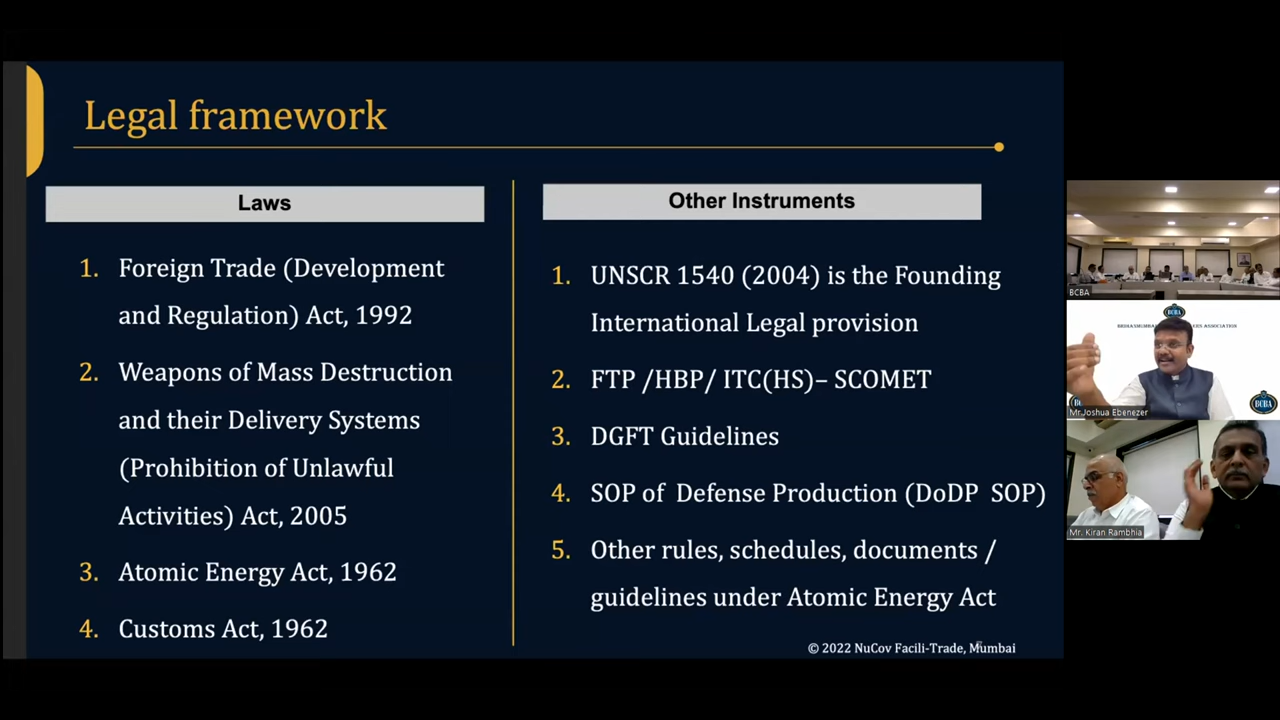 Legal framework
Laws
1. Foreign Trade (Development
and Regulation) Act, 1992
2. Weapons of Mass Destruction
and their Delivery Systems
(Prohibition of Unlawful
Activities) Act, 2005
3. Atomic Energy Act, 1962
4. Customs Act, 1962
Other Instruments
1. UNSCR 1540 (2004) is the Founding
International Legal provision
2. FTP /HBP/ ITC(HS)– SCOMET
3. DGFT Guidelines
4. SOP of Defense Production (DoDP SOP)
5. Other rules, schedules, documents /
guidelines under Atomic Energy Act
© 2022 NuCov Facili-Trade, Mumbai
BCBA
BCBA
ASSOCIATION
BCBA
MrJoshua Ebenezer
Mr. Kiran Rambhia